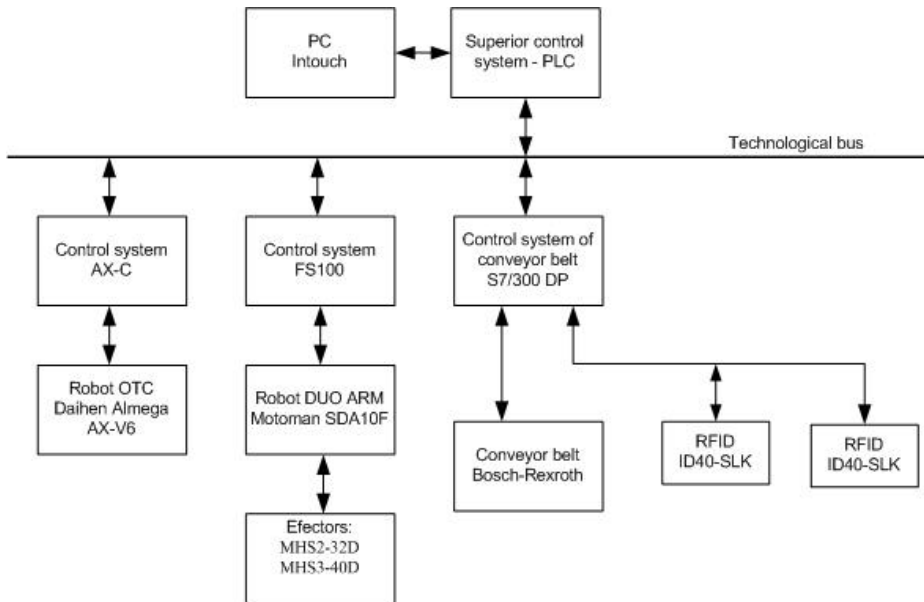 PC
Intouch
Superior control
system - PLC
Technological bus
Control system
AX-C
Control system
FS100
Control system of
conveyor belt
S7/300 DP
Robot OTC
Daihen Almega
AX-V6
Robot DUO ARM
Motoman SDA10F
Conveyor belt
Bosch-Rexroth
RFID
ID40-SLK
RFID
ID40-SLK
Efectors:
MHS2-32D
MHS3-40D